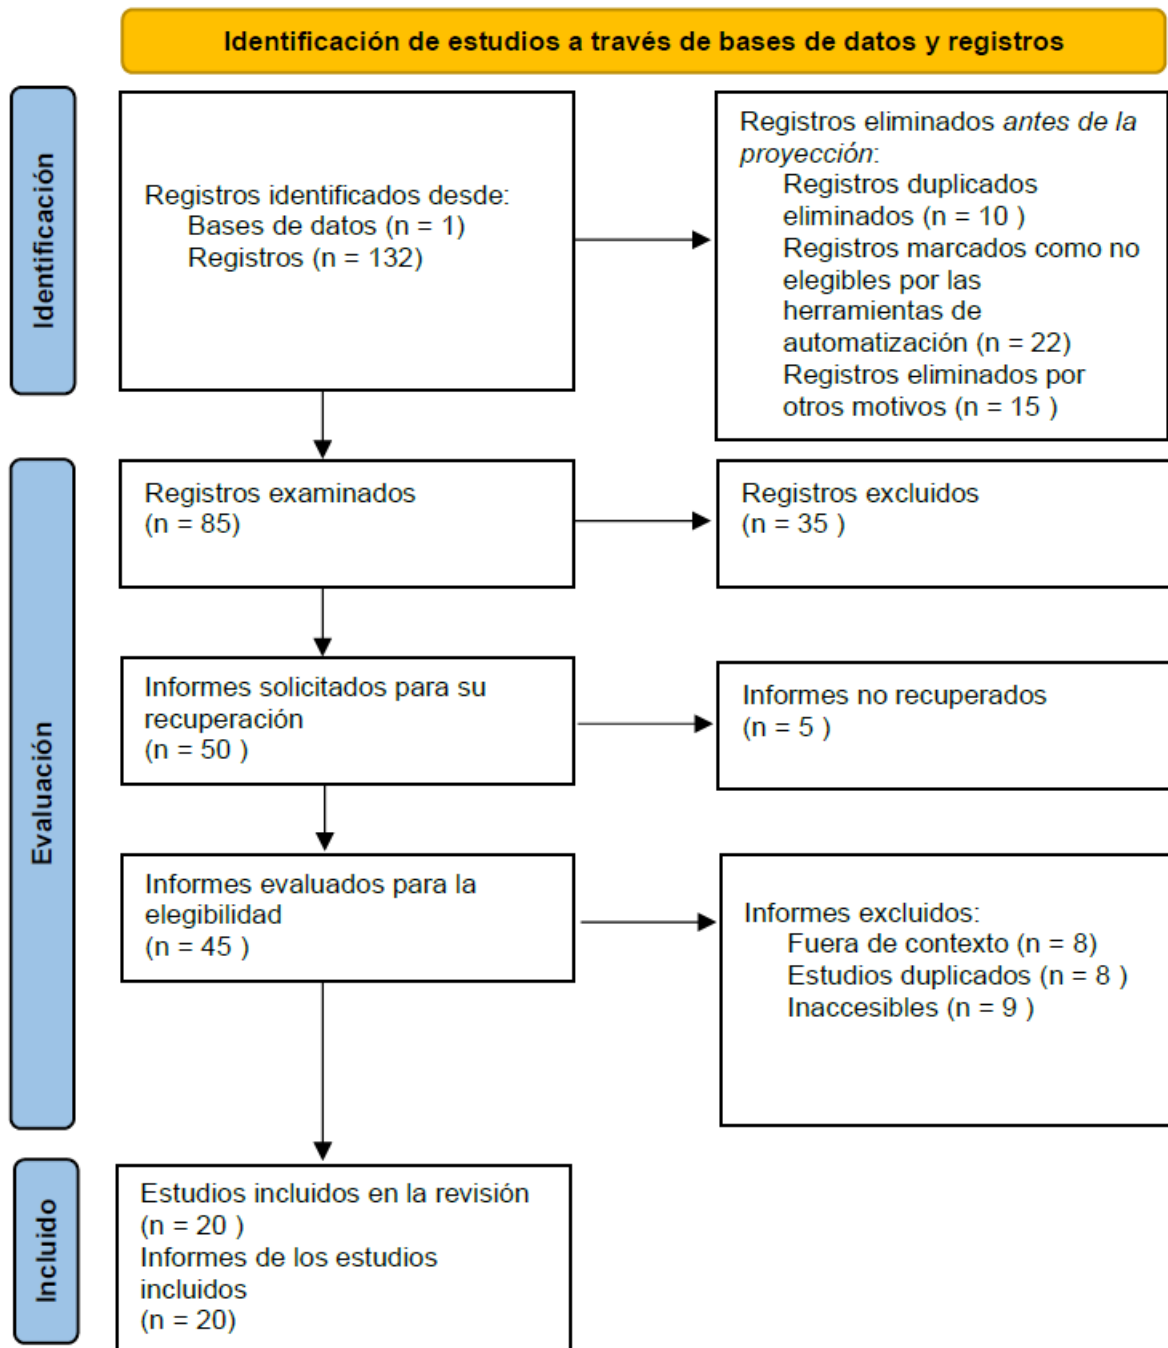 Identificación de estudios a través de bases de datos y registros
Identificación
Registros identificados desde:
Bases de datos (n = 1)
Registros (n = 132)
Registros eliminados antes de la
proyección:
Registros duplicados
eliminados (n = 10 )
Registros marcados como no
elegibles por las
herramientas de
automatización (n = 22)
Registros eliminados por
otros motivos (n = 15 )
Evaluación
Registros examinados
(n = 85)
Registros excluidos
(n = 35 )
Informes solicitados para su
recuperación
(n = 50 )
Informes no recuperados
(n = 5 )
Informes evaluados para la
elegibilidad
(n = 45 )
Informes excluidos:
Fuera de contexto (n = 8)
Estudios duplicados (n = 8 )
Inaccesibles (n = 9 )
Incluido
Estudios incluidos en la revisión
(n = 20 )
Informes de los estudios
incluidos
(n = 20)